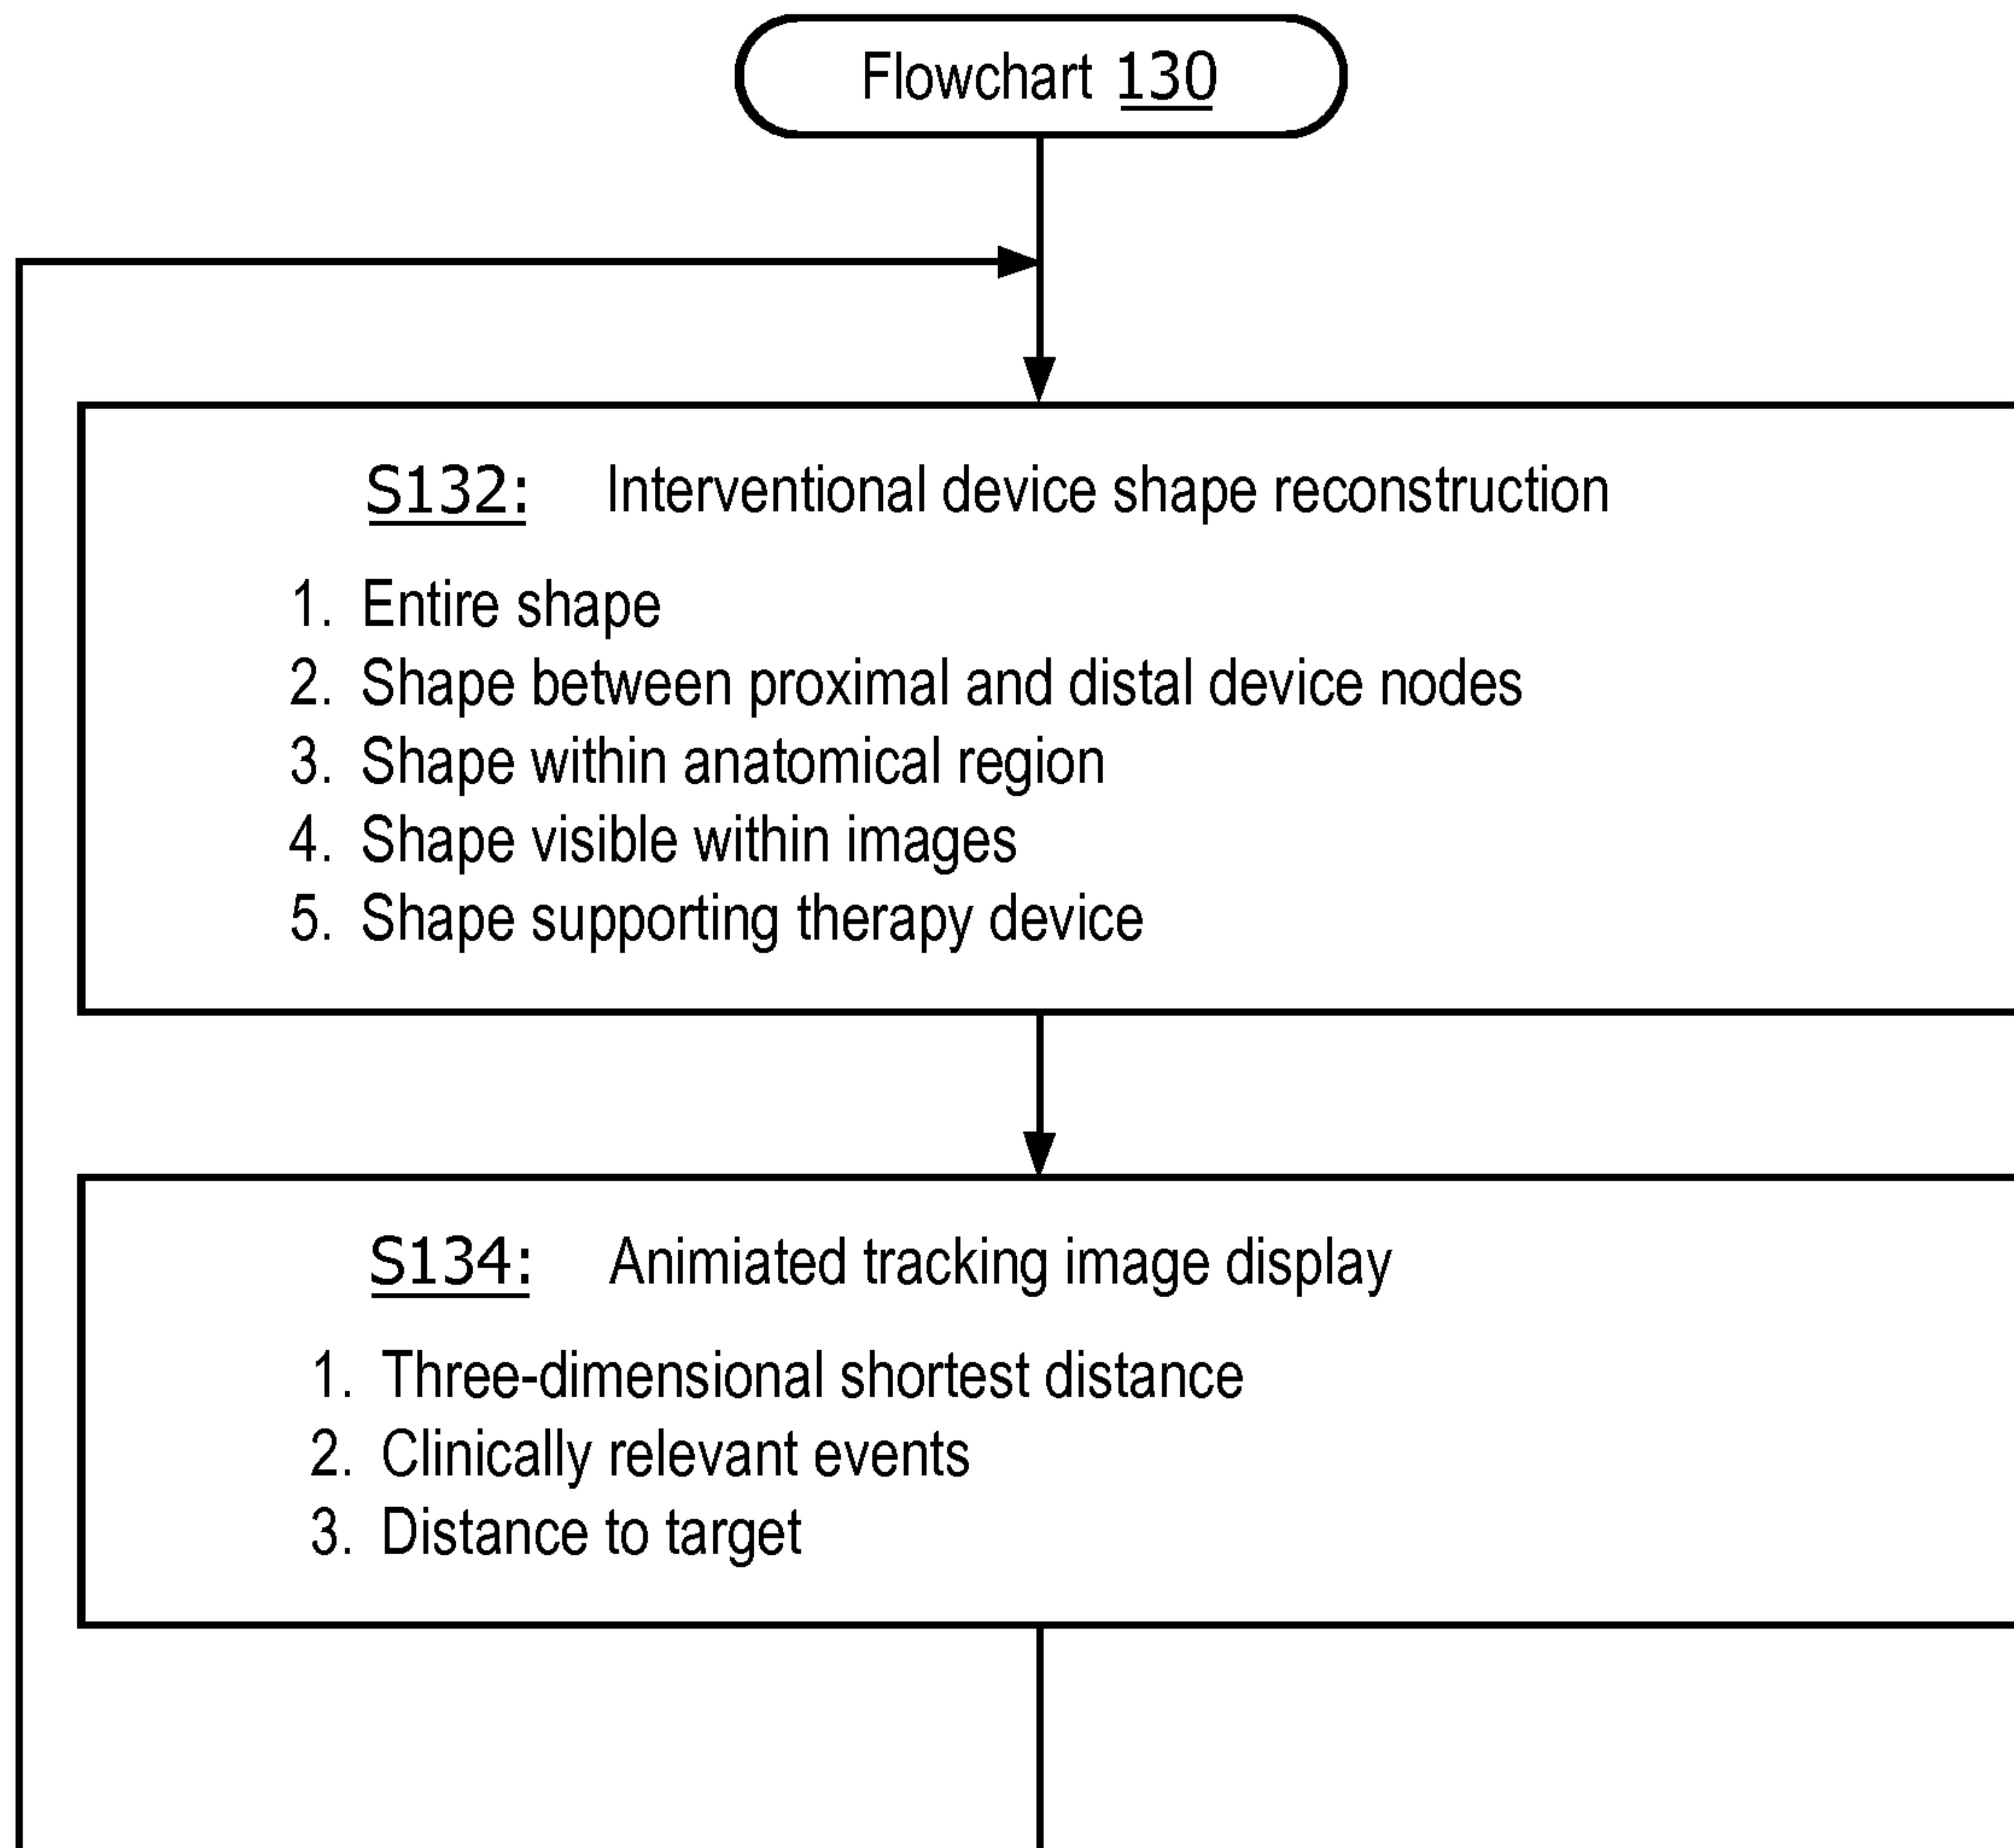 Flowchart 130
S132: Interventional device shape reconstruction
1. Entire shape
2. Shape between proximal and distal device nodes
3. Shape within anatomical region
4. Shape visible within images
5. Shape supporting therapy device
S134: Animiated tracking image display
1. Three-dimensional shortest distance
2. Clinically relevant events
3. Distance to target